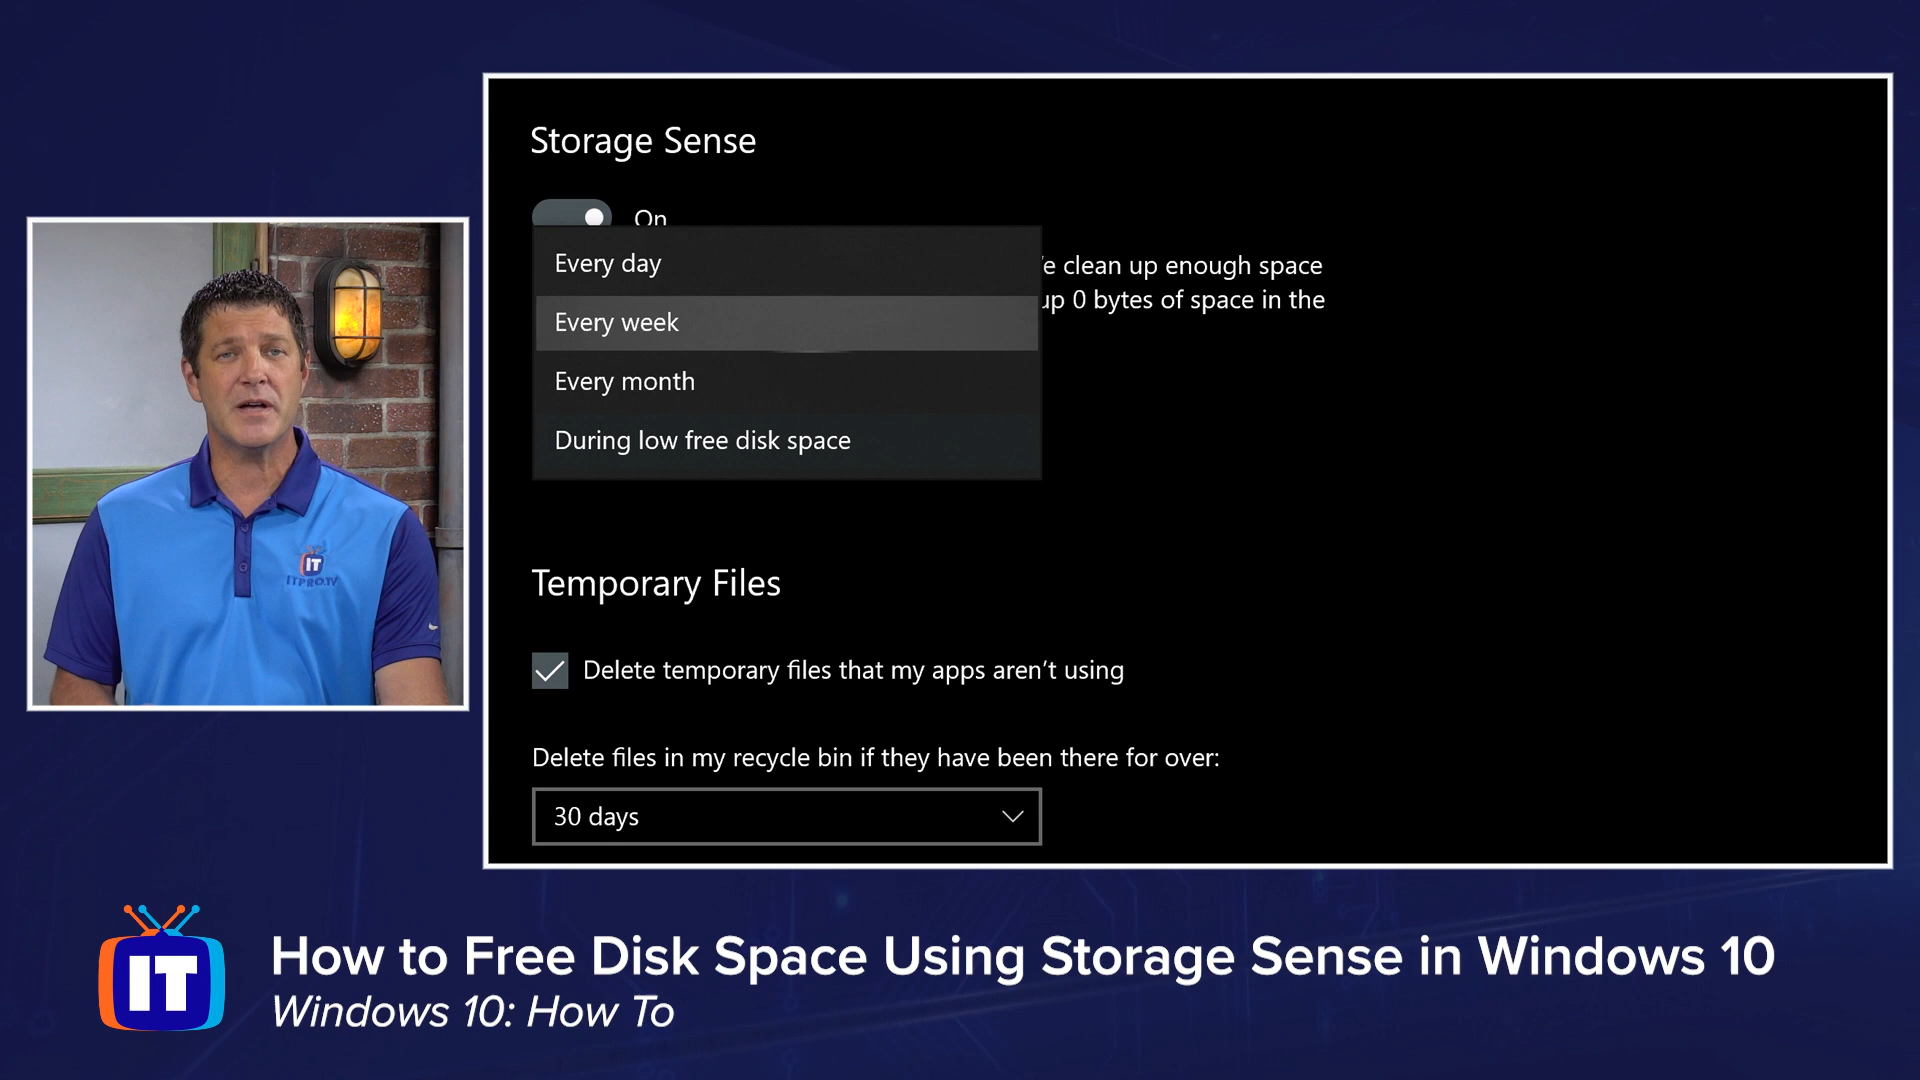 Storage Sense
On
Every day
e clean up enough space
up 0 bytes of space in the
Every week
Every month
During low free disk space
Temporary Files
Delete temporary files that my apps aren't using
Delete files in my recycle bin if they have been there for over:
30 days
IT
ITPRO.TV
IT
How to Free Disk Space Using Storage Sense in Windows 10
Windows 10: How To